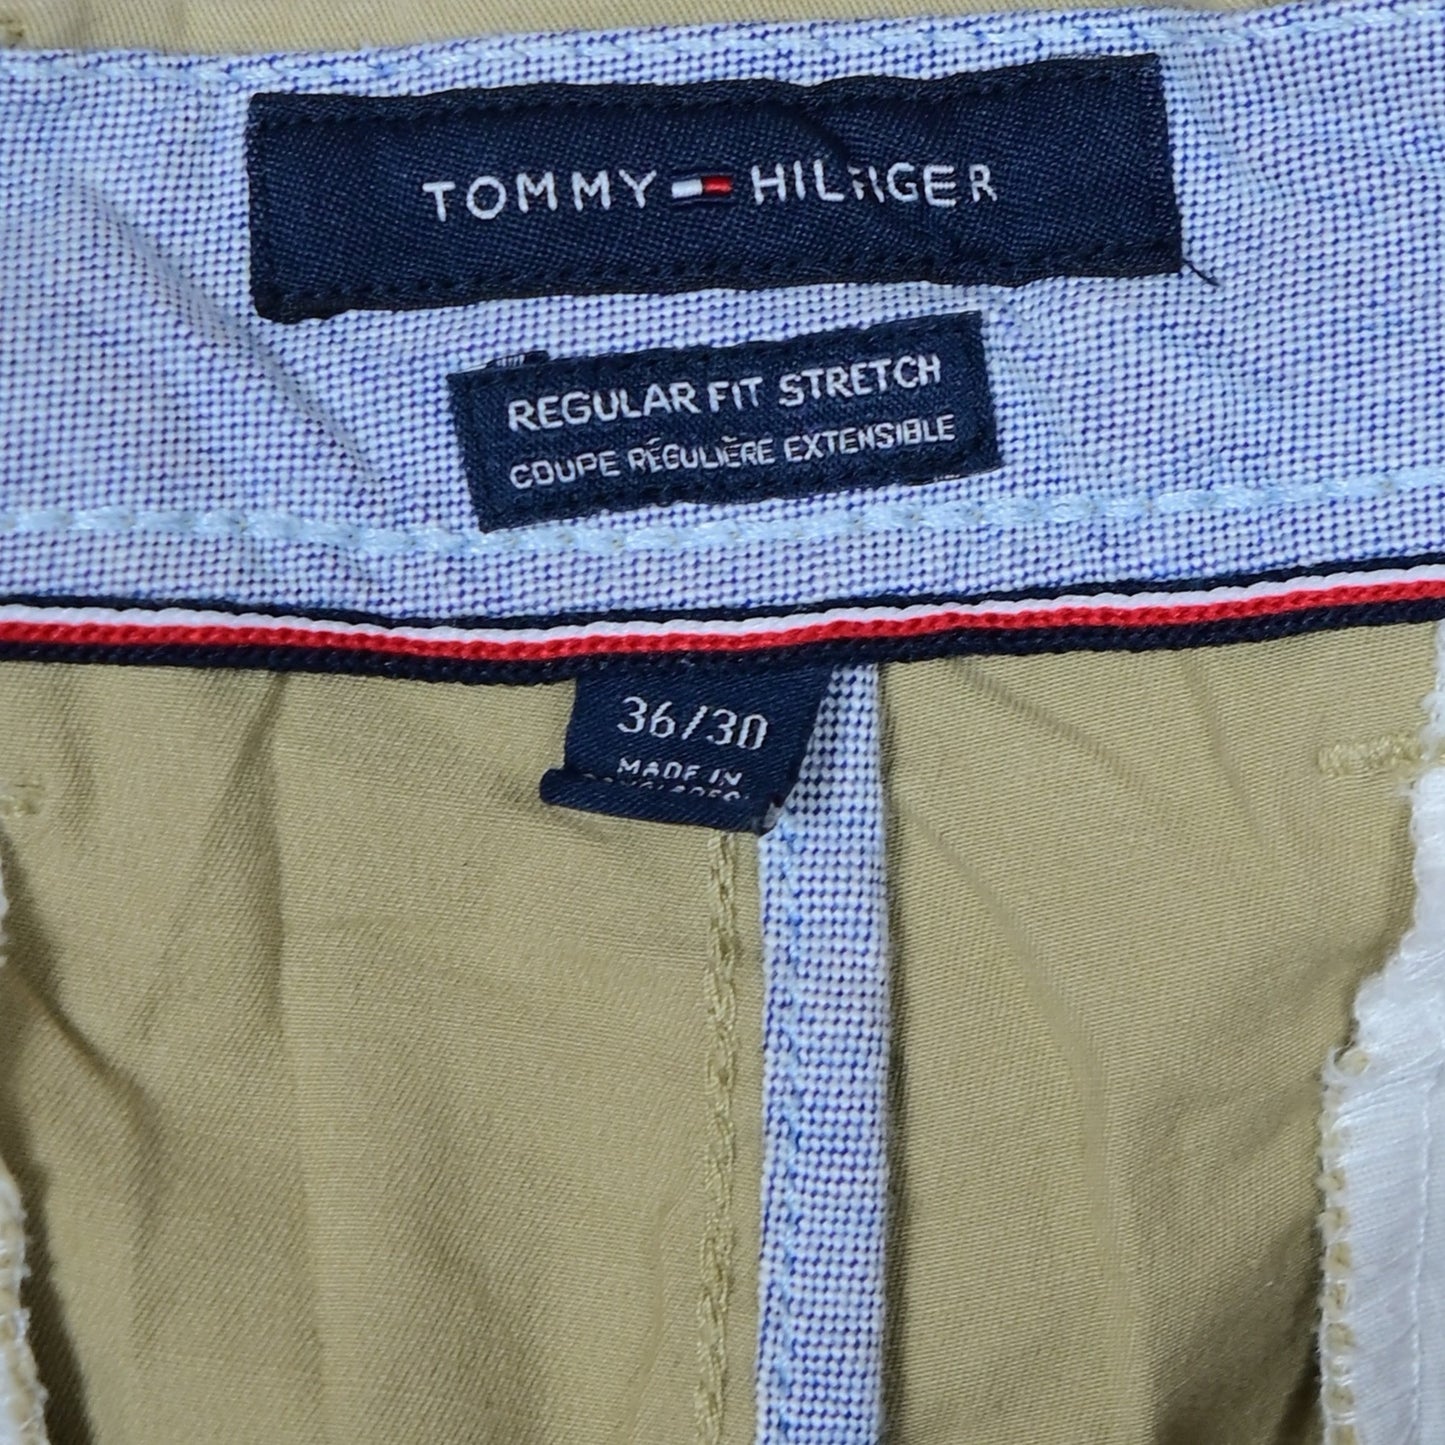 TOMMY HILFIGER
REGULAR FIT STRETCH
COUPE RÉGULIÈRE EXTENSIBLE
36/30
MADE IN